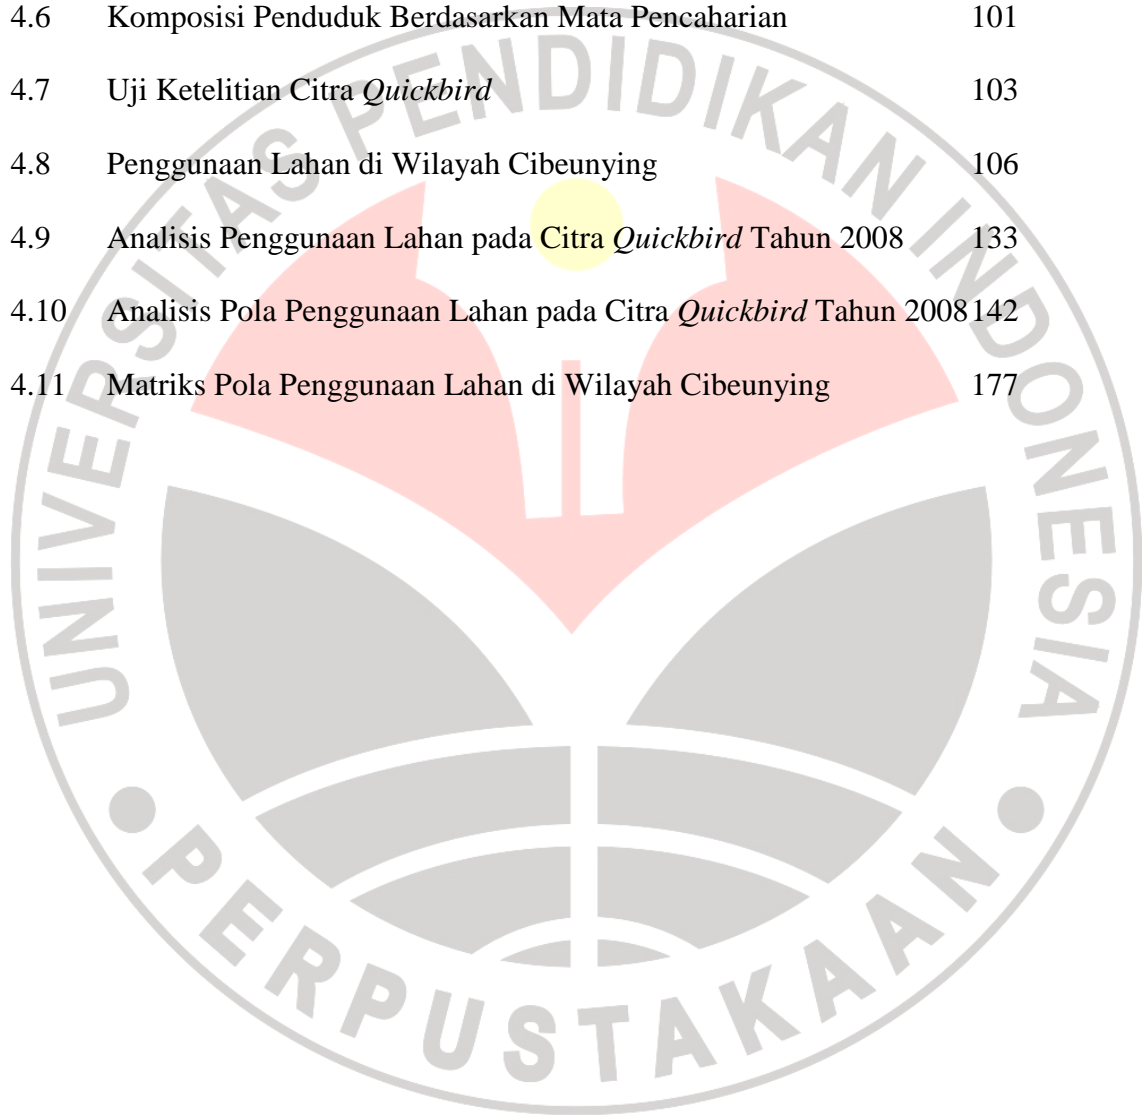 4.6 Komposisi Penduduk Berdasarkan Mata Pencaharian 101
4.7 Uji Ketelitian Citra Quickbird 103
4.8 Penggunaan Lahan di Wilayah Cibeunying 106
4.9 Analisis Penggunaan Lahan pada Citra Quickbird Tahun 2008 133
4.10 Analisis Pola Penggunaan Lahan pada Citra Quickbird Tahun 2008 142
4.11 Matriks Pola Penggunaan Lahan di Wilayah Cibeunying 177
UNIVERSITAS PENDIDIKAN INDONESIA
PERPUSTAKAAN